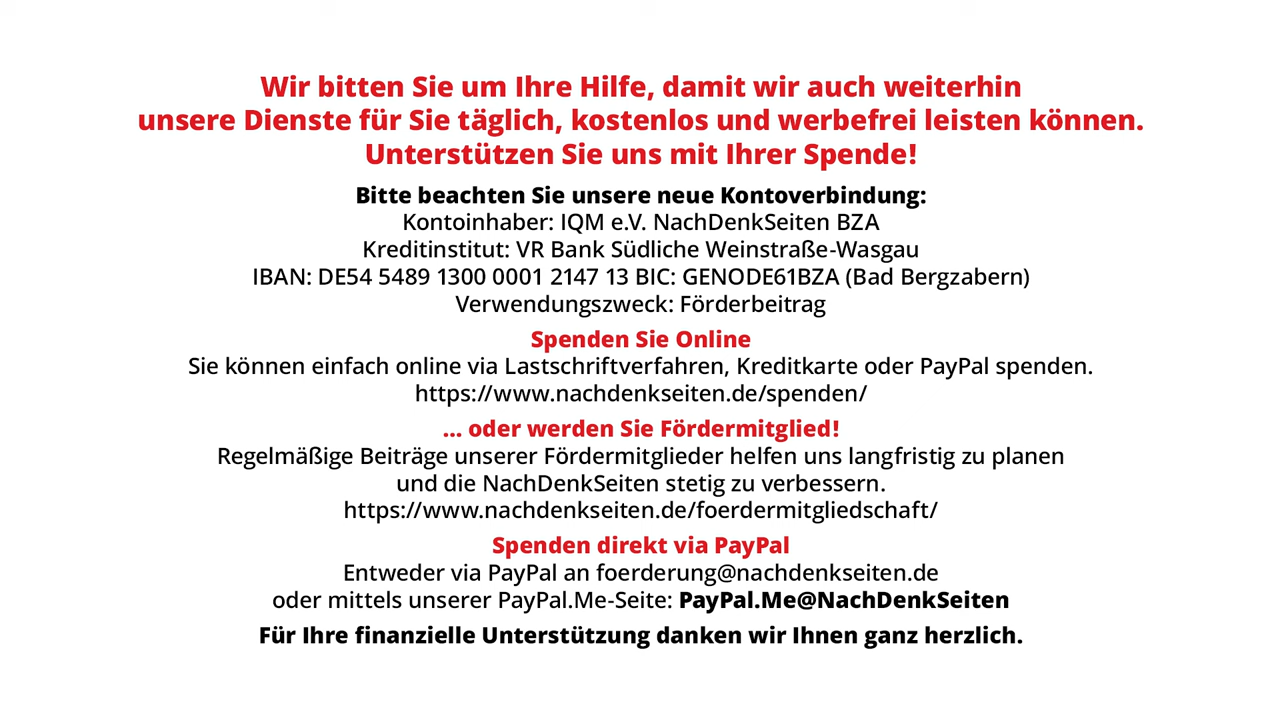 Wir bitten Sie um Ihre Hilfe, damit wir auch weiterhin
unsere Dienste für Sie täglich, kostenlos und werbefrei leisten können.
Unterstützen Sie uns mit Ihrer Spende!
Bitte beachten Sie unsere neue Kontoverbindung:
Kontoinhaber: IQM e.V. NachDenkSeiten BZA
Kreditinstitut: VR Bank Südliche Weinstraße-Wasgau
IBAN: DE54 5489 1300 0001 2147 13 BIC: GENODE61BZA (Bad Bergzabern)
Verwendungszweck: Förderbeitrag
Spenden Sie Online
Sie können einfach online via Lastschriftverfahren, Kreditkarte oder PayPal spenden.
https://www.nachdenkseiten.de/spenden/
... oder werden Sie Fördermitglied!
Regelmäßige Beiträge unserer Fördermitglieder helfen uns langfristig zu planen
und die NachDenkSeiten stetig zu verbessern.
https://www.nachdenkseiten.de/foerdermitgliedschaft/
Spenden direkt via PayPal
Entweder via PayPal an foerderung@nachdenkseiten.de
oder mittels unserer PayPal.Me-Seite: PayPal.Me@NachDenkSeiten
Für Ihre finanzielle Unterstützung danken wir Ihnen ganz herzlich.